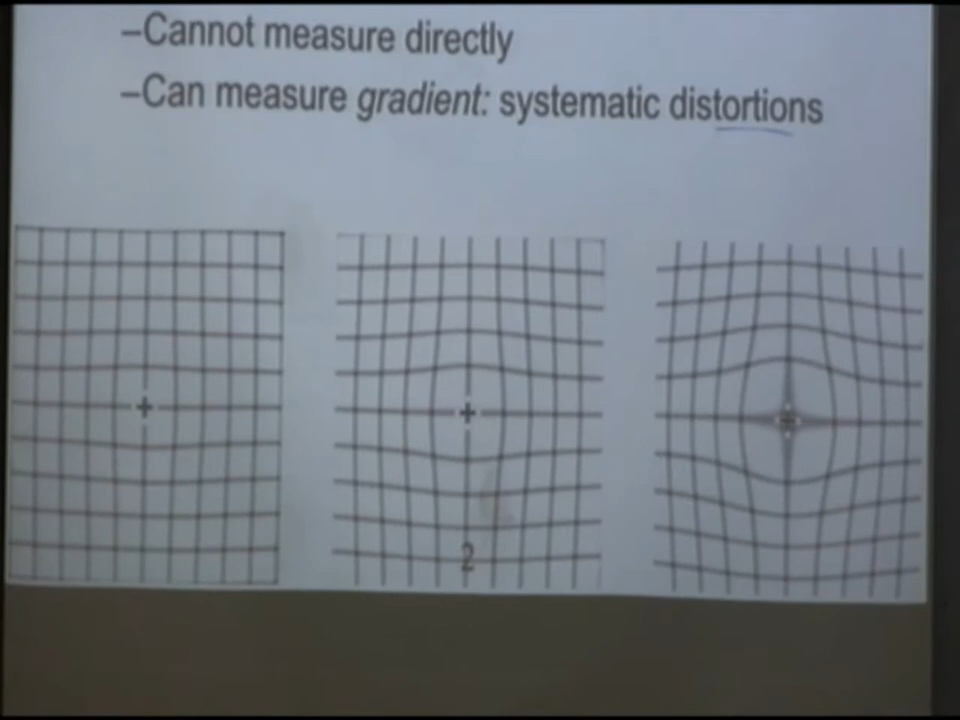 –Cannot measure directly
–Can measure gradient: systematic distortions
2